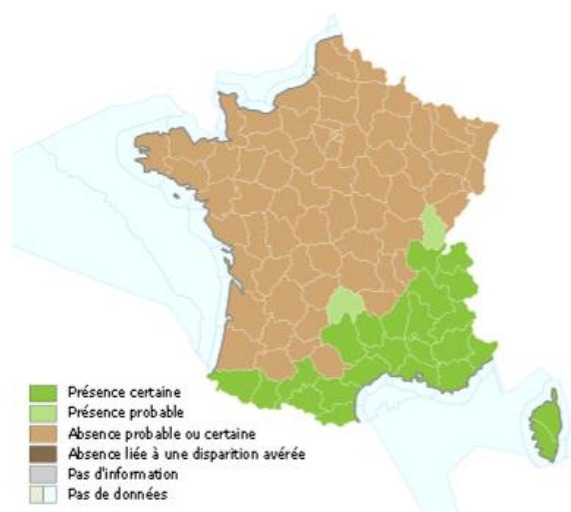 Présence certaine
Présence probable
Absence probable ou certaine
Absence liée à une disparition avérée
Pas d'information
Pas de données